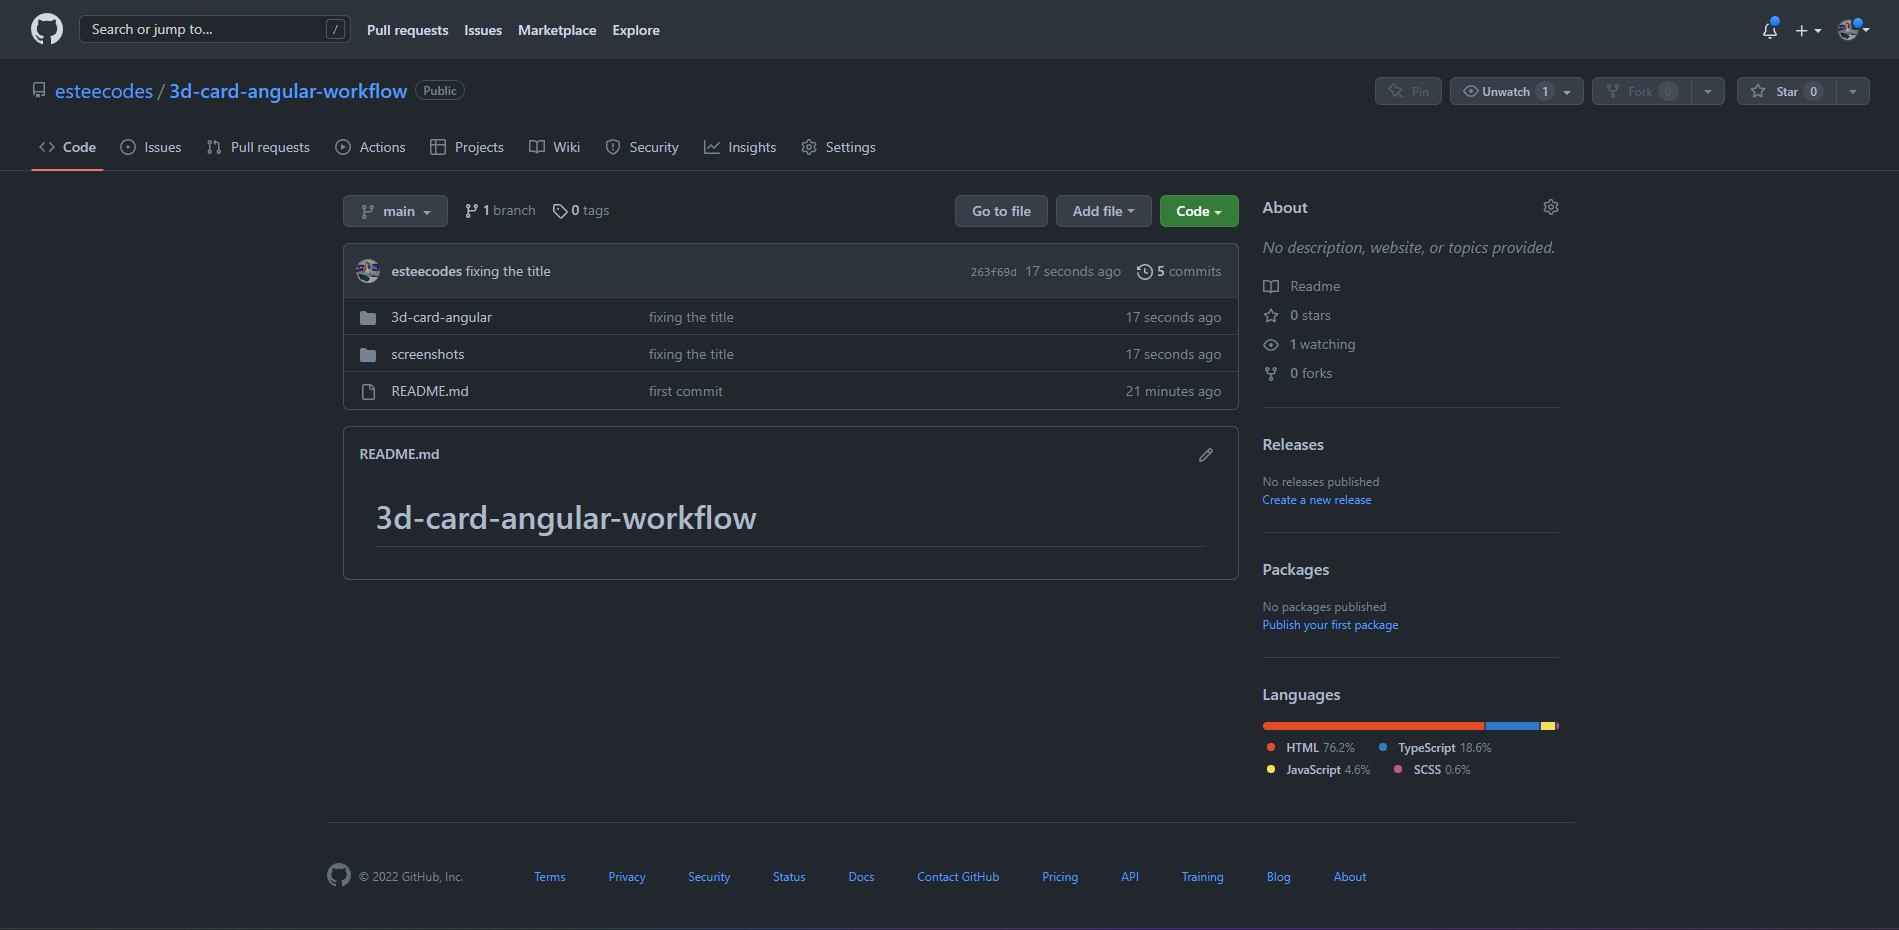 Search or jump to... / Pull requests Issues Marketplace Explore
esteecodes / 3d-card-angular-workflow Public Pin Unwatch 1 Fork 0 Star 0
Code Issues Pull requests Actions Projects Wiki Security Insights Settings
main 1 branch 0 tags Go to file Add file Code
esteecodes fixing the title 263f69d 17 seconds ago 5 commits
3d-card-angular fixing the title 17 seconds ago
screenshots fixing the title 17 seconds ago
README.md first commit 21 minutes ago
README.md
3d-card-angular-workflow
About
No description, website, or topics provided.
Readme
0 stars
1 watching
0 forks
Releases
No releases published
Create a new release
Packages
No packages published
Publish your first package
Languages
HTML 76.2% TypeScript 18.6%
JavaScript 4.6% SCSS 0.6%
© 2022 GitHub, Inc. Terms Privacy Security Status Docs Contact GitHub Pricing API Training Blog About